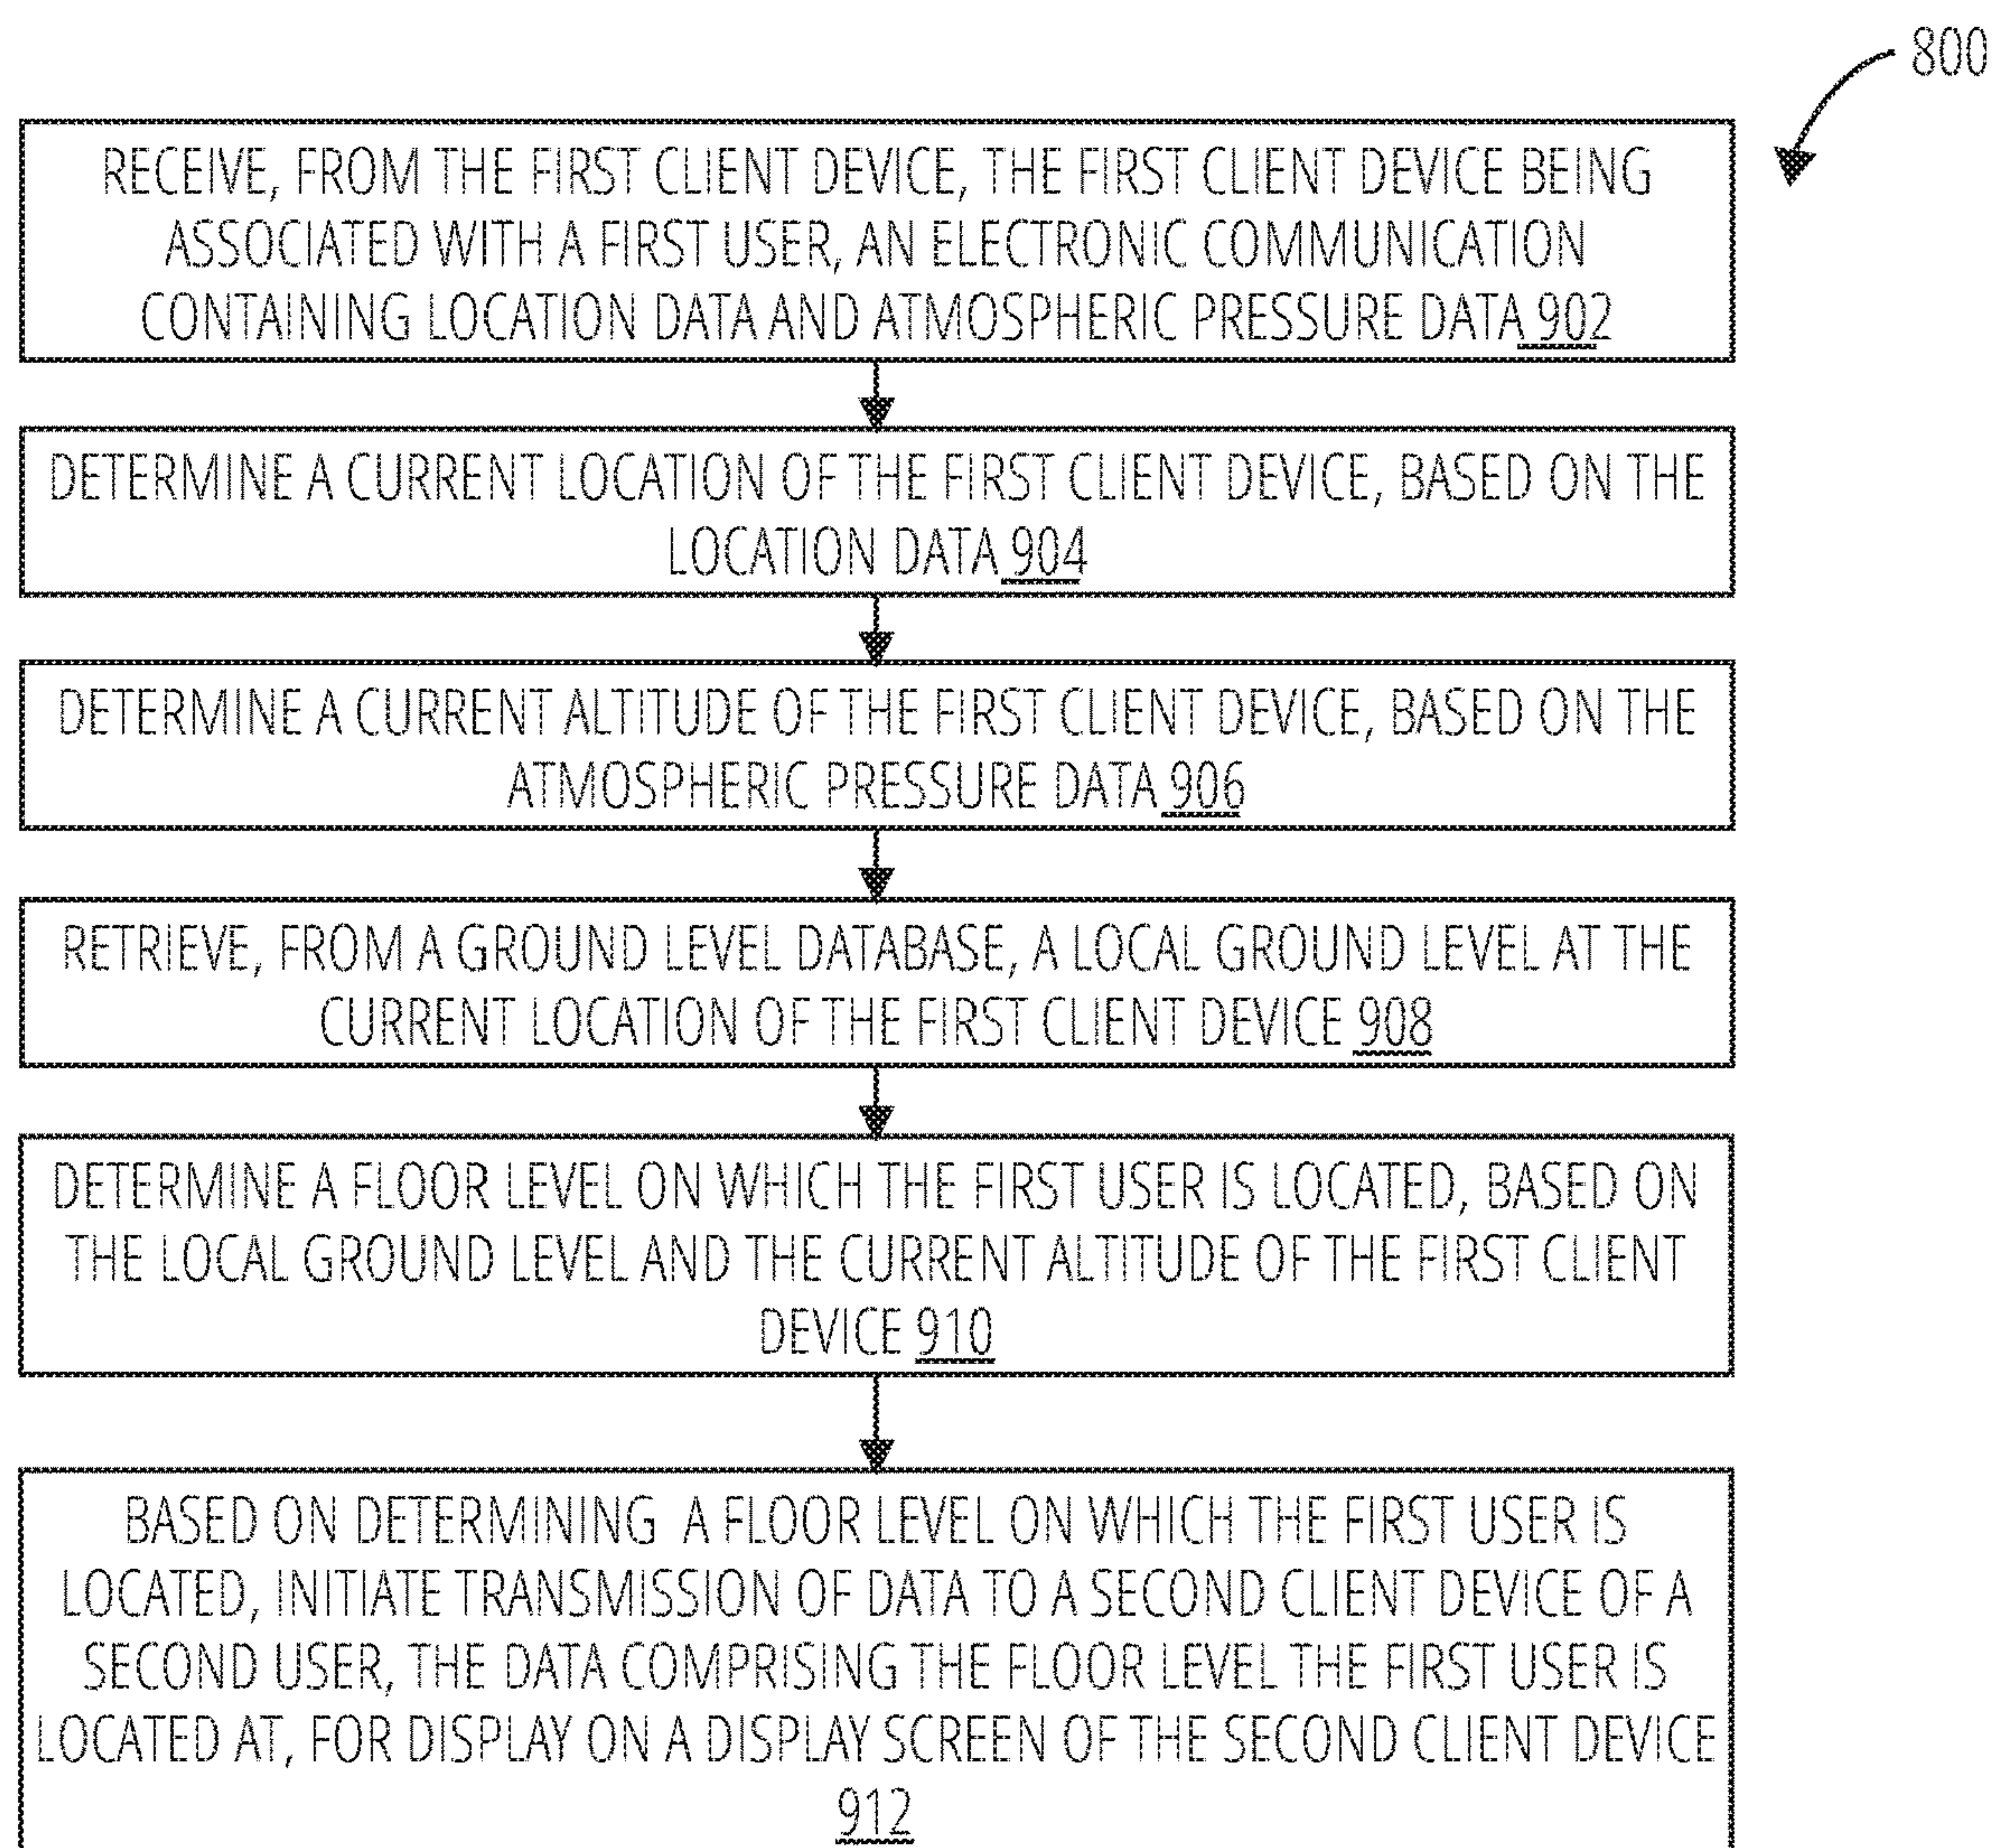 800
RECEIVE, FROM THE FIRST CLIENT DEVICE, THE FIRST CLIENT DEVICE BEING
ASSOCIATED WITH A FIRST USER, AN ELECTRONIC COMMUNICATION
CONTAINING LOCATION DATA AND ATMOSPHERIC PRESSURE DATA 902
DETERMINE A CURRENT LOCATION OF THE FIRST CLIENT DEVICE, BASED ON THE
LOCATION DATA 904
DETERMINE A CURRENT ALTITUDE OF THE FIRST CLIENT DEVICE, BASED ON THE
ATMOSPHERIC PRESSURE DATA 906
RETRIEVE, FROM A GROUND LEVEL DATABASE, A LOCAL GROUND LEVEL AT THE
CURRENT LOCATION OF THE FIRST CLIENT DEVICE 908
DETERMINE A FLOOR LEVEL ON WHICH THE FIRST USER IS LOCATED, BASED ON
THE LOCAL GROUND LEVEL AND THE CURRENT ALTITUDE OF THE FIRST CLIENT
DEVICE 910
BASED ON DETERMINING A FLOOR LEVEL ON WHICH THE FIRST USER IS
LOCATED, INITIATE TRANSMISSION OF DATA TO A SECOND CLIENT DEVICE OF A
SECOND USER, THE DATA COMPRISING THE FLOOR LEVEL THE FIRST USER IS
LOCATED AT, FOR DISPLAY ON A DISPLAY SCREEN OF THE SECOND CLIENT DEVICE
912